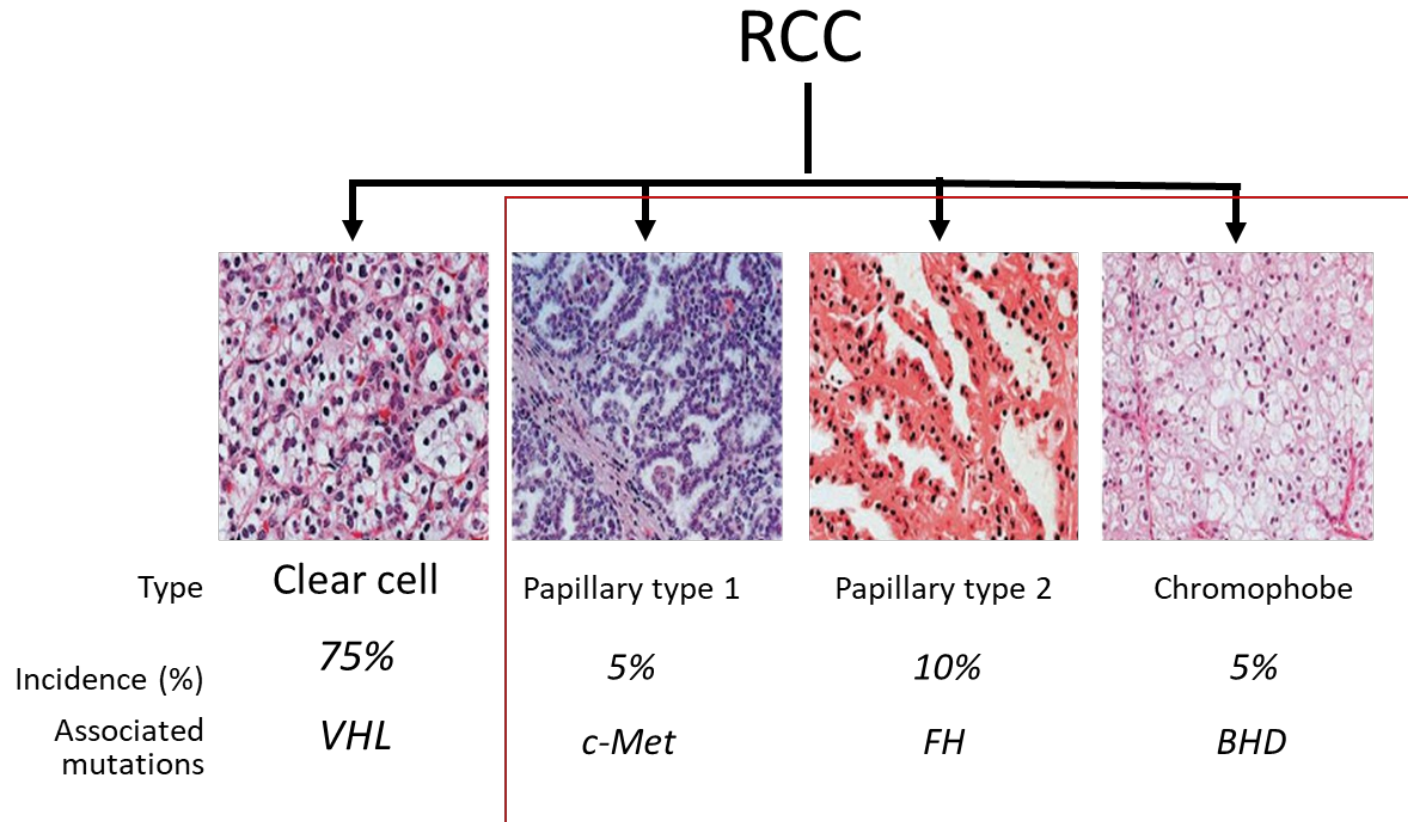 RCC
Type Clear cell Papillary type 1 Papillary type 2 Chromophobe
Incidence (%) 75% 5% 10% 5%
Associated
mutations VHL c-Met FH BHD